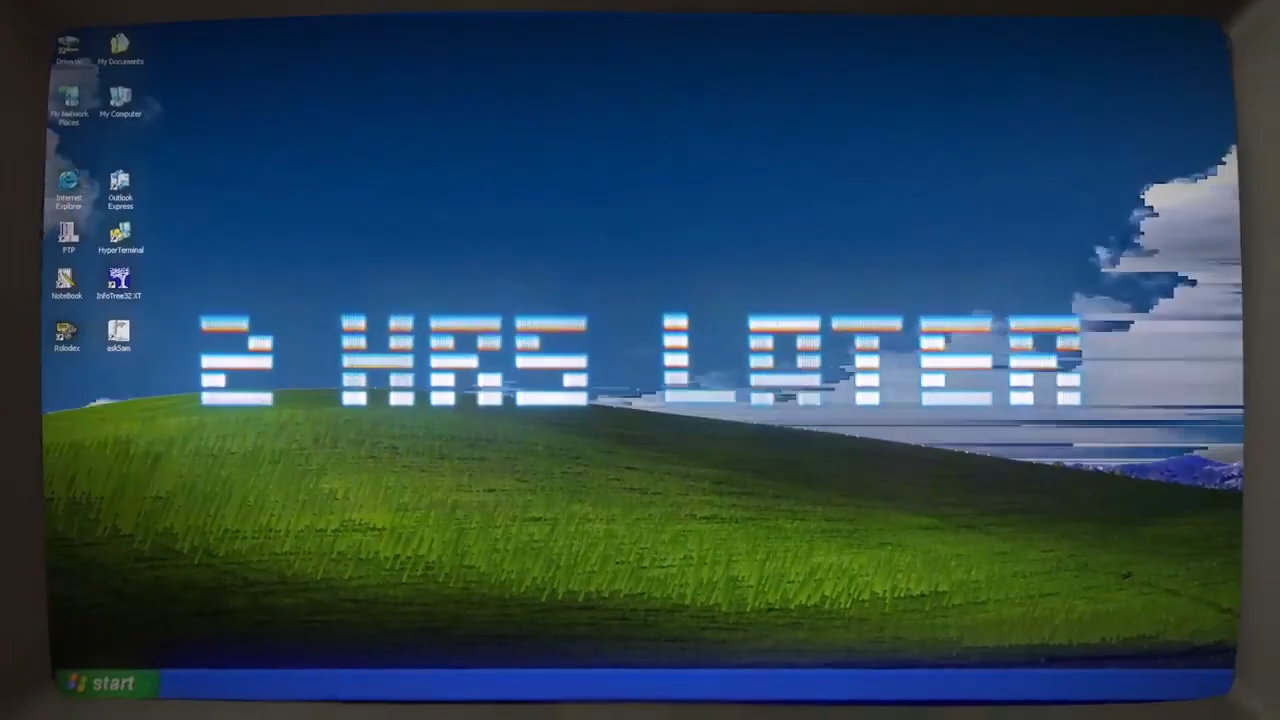 My Documents
My Network Places
My Computer
Internet Explorer
Outlook Express
FTP
HyperTerminal
NoteBook
InfoTree32 XT
Rolodex
askSam
2 HRS LATER
start